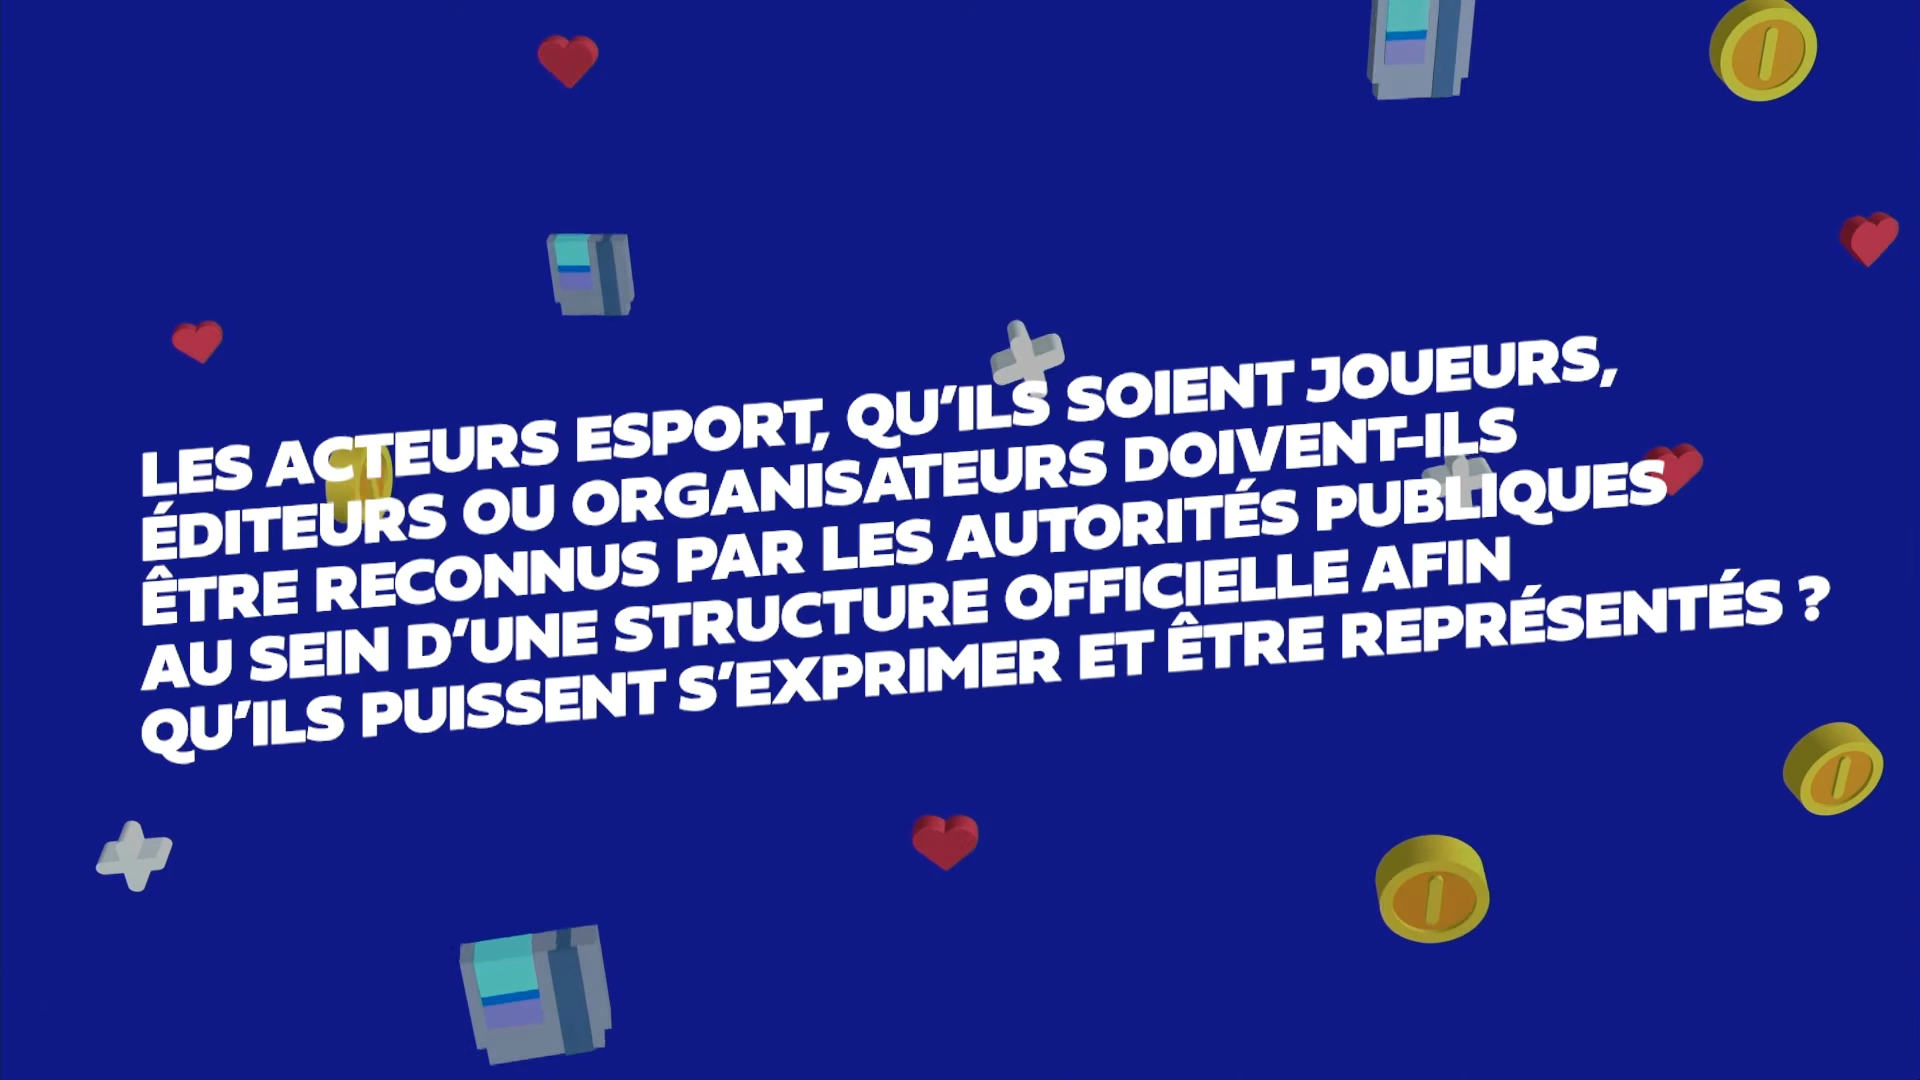 LES ACTEURS ESPORT, QU’ILS SOIENT JOUEURS,
ÉDITEURS OU ORGANISATEURS DOIVENT-ILS
ÊTRE RECONNUS PAR LES AUTORITÉS PUBLIQUES
AU SEIN D’UNE STRUCTURE OFFICIELLE AFIN
QU’ILS PUISSENT S’EXPRIMER ET ÊTRE REPRÉSENTÉS ?